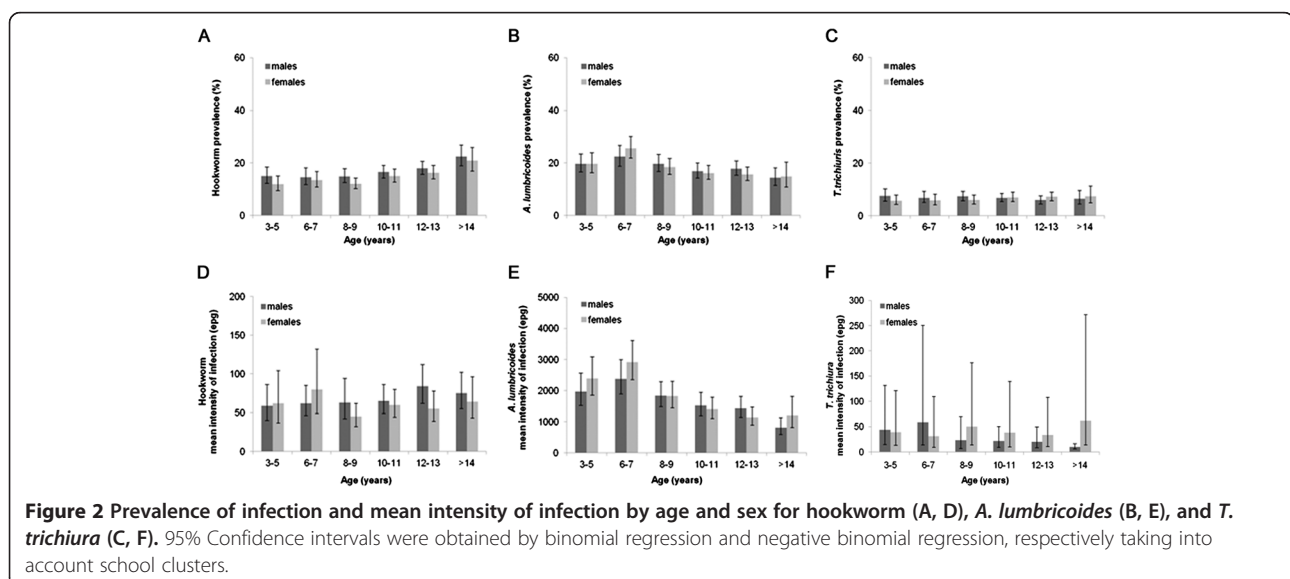 A
60
40
20
0
Hookworm prevalence (%)
males
females
3-5 6-7 8-9 10-11 12-13 >14
Age (years)
B
60
40
20
0
A. lumbricoides prevalence (%)
males
females
3-5 6-7 8-9 10-11 12-13 >14
Age (years)
C
60
40
20
0
T.trichiuris prevalence (%)
males
females
3-5 6-7 8-9 10-11 12-13 >14
Age (years)
D
200
150
100
50
0
Hookworm
mean intensity of infection (epg)
males
females
3-5 6-7 8-9 10-11 12-13 >14
Age (years)
E
5000
4000
3000
2000
1000
0
A. lumbricoides
mean intensity of infection (epg)
males
females
3-5 6-7 8-9 10-11 12-13 >14
Age (years)
F
300
250
200
150
100
50
0
T. trichiura
mean intensity of infection (epg)
males
females
3-5 6-7 8-9 10-11 12-13 >14
Age (years)
Figure 2 Prevalence of infection and mean intensity of infection by age and sex for hookworm (A, D), A. lumbricoides (B, E), and T.
trichiura (C, F). 95% Confidence intervals were obtained by binomial regression and negative binomial regression, respectively taking into
account school clusters.